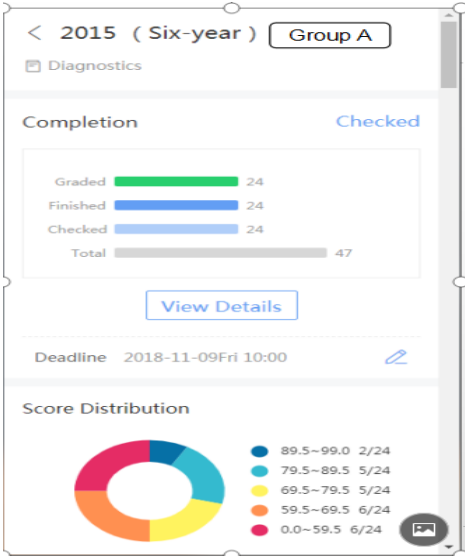 < 2015 ( Six-year ) Group A
Diagnostics
Completion Checked
Graded 24
Finished 24
Checked 24
Total 47
View Details
Deadline 2018-11-09Fri 10:00
Score Distribution
89.5~99.0 2/24
79.5~89.5 5/24
69.5~79.5 5/24
59.5~69.5 6/24
0.0~59.5 6/24